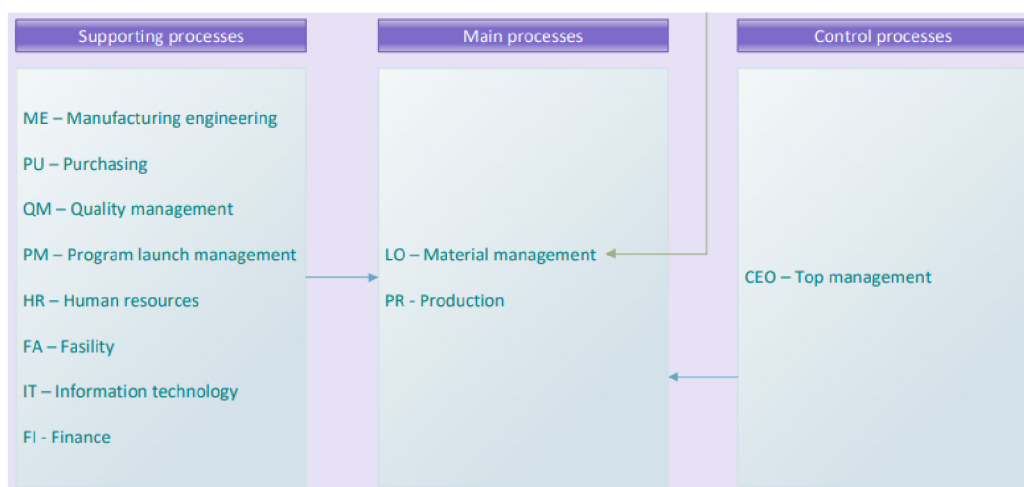 Supporting processes
ME – Manufacturing engineering
PU – Purchasing
QM – Quality management
PM – Program launch management
HR – Human resources
FA – Fasility
IT – Information technology
FI - Finance
Main processes
LO – Material management
PR - Production
Control processes
CEO – Top management